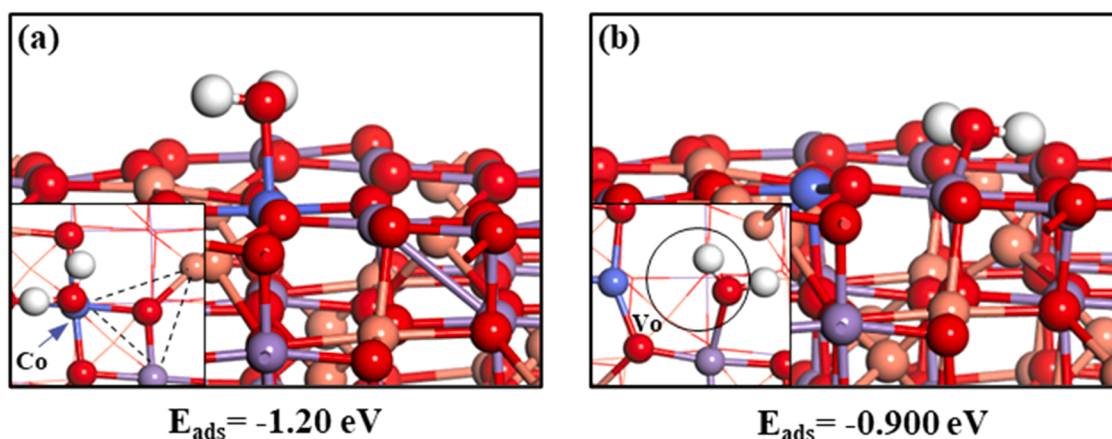 (a)
Co
E_ads= -1.20 eV
(b)
Vo
E_ads= -0.900 eV